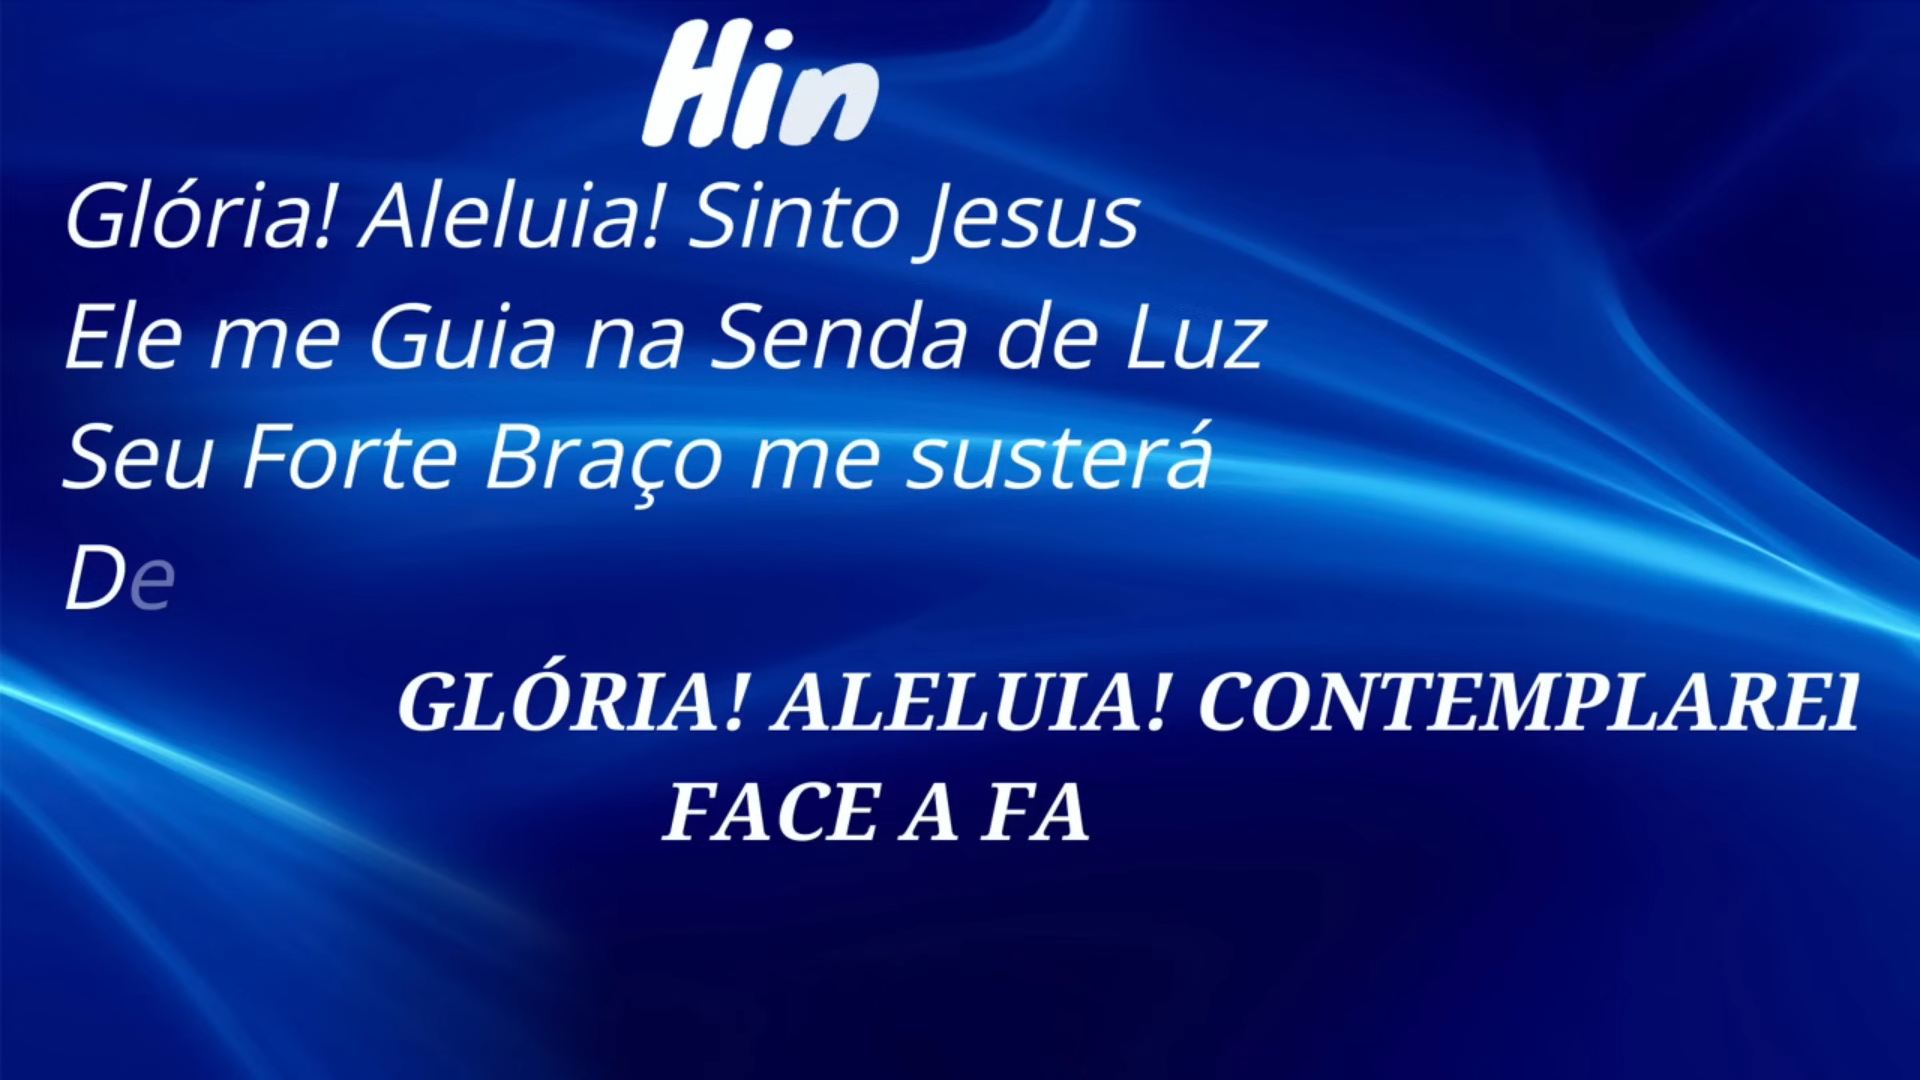 Hin
Glória! Aleluia! Sinto Jesus
Ele me Guia na Senda de Luz
Seu Forte Braço me susterá
De
GLÓRIA! ALELUIA! CONTEMPLAREI
FACE A FA